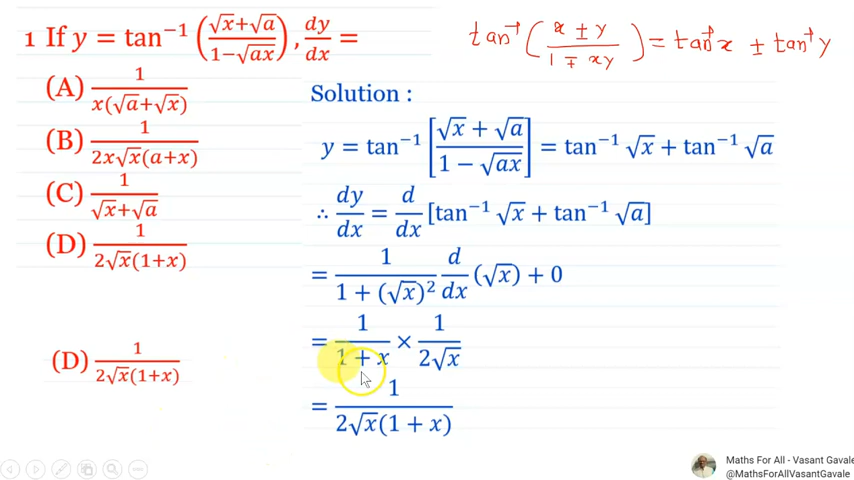 1 If y = tan⁻¹ ((√x+√a)/(1−√ax)), dy/dx =
(A) 1/(x(√a+√x))
(B) 1/(2x√x(a+x))
(C) 1/(√x+√a)
(D) 1/(2√x(1+x))
(D) 1/(2√x(1+x))
tan⁻¹ ((x ± y)/(1 ∓ xy)) = tan⁻¹x ± tan⁻¹y
Solution :
y = tan⁻¹ [(√x + √a)/(1 − √ax)] = tan⁻¹ √x + tan⁻¹ √a
∴ dy/dx = d/dx [tan⁻¹ √x + tan⁻¹ √a]
= 1/(1 + (√x)²) d/dx (√x) + 0
= 1/(1 + x) × 1/(2√x)
= 1/(2√x(1 + x))
Maths For All - Vasant Gavale
@MathsForAllVasantGavale